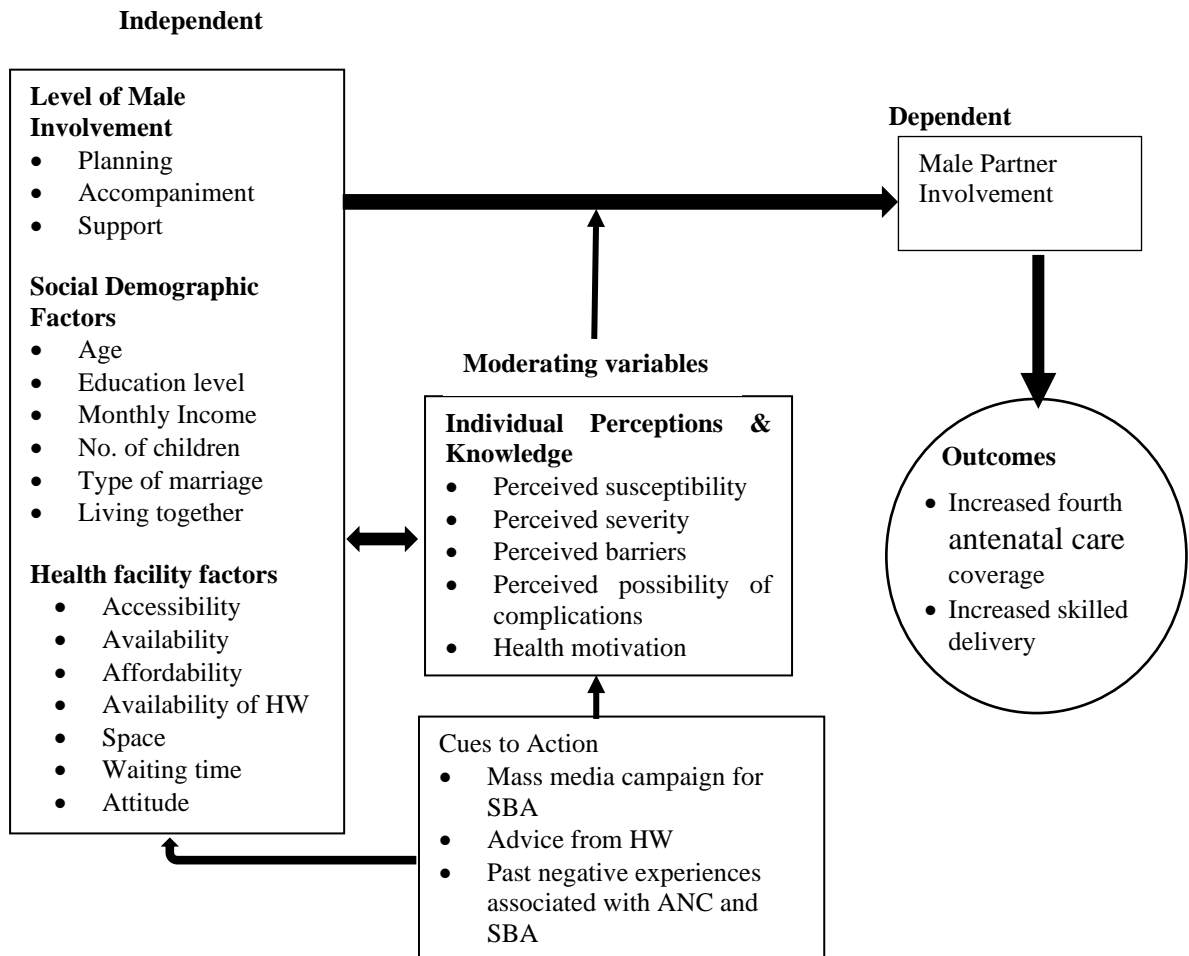 Independent
Level of Male
Involvement
• Planning
• Accompaniment
• Support
Social Demographic
Factors
• Age
• Education level
• Monthly Income
• No. of children
• Type of marriage
• Living together
Health facility factors
• Accessibility
• Availability
• Affordability
• Availability of HW
• Space
• Waiting time
• Attitude
Moderating variables
Individual Perceptions &
Knowledge
• Perceived susceptibility
• Perceived severity
• Perceived barriers
• Perceived possibility of
complications
• Health motivation
Cues to Action
• Mass media campaign for
SBA
• Advice from HW
• Past negative experiences
associated with ANC and
SBA
Dependent
Male Partner
Involvement
Outcomes
• Increased fourth
antenatal care
coverage
• Increased skilled
delivery